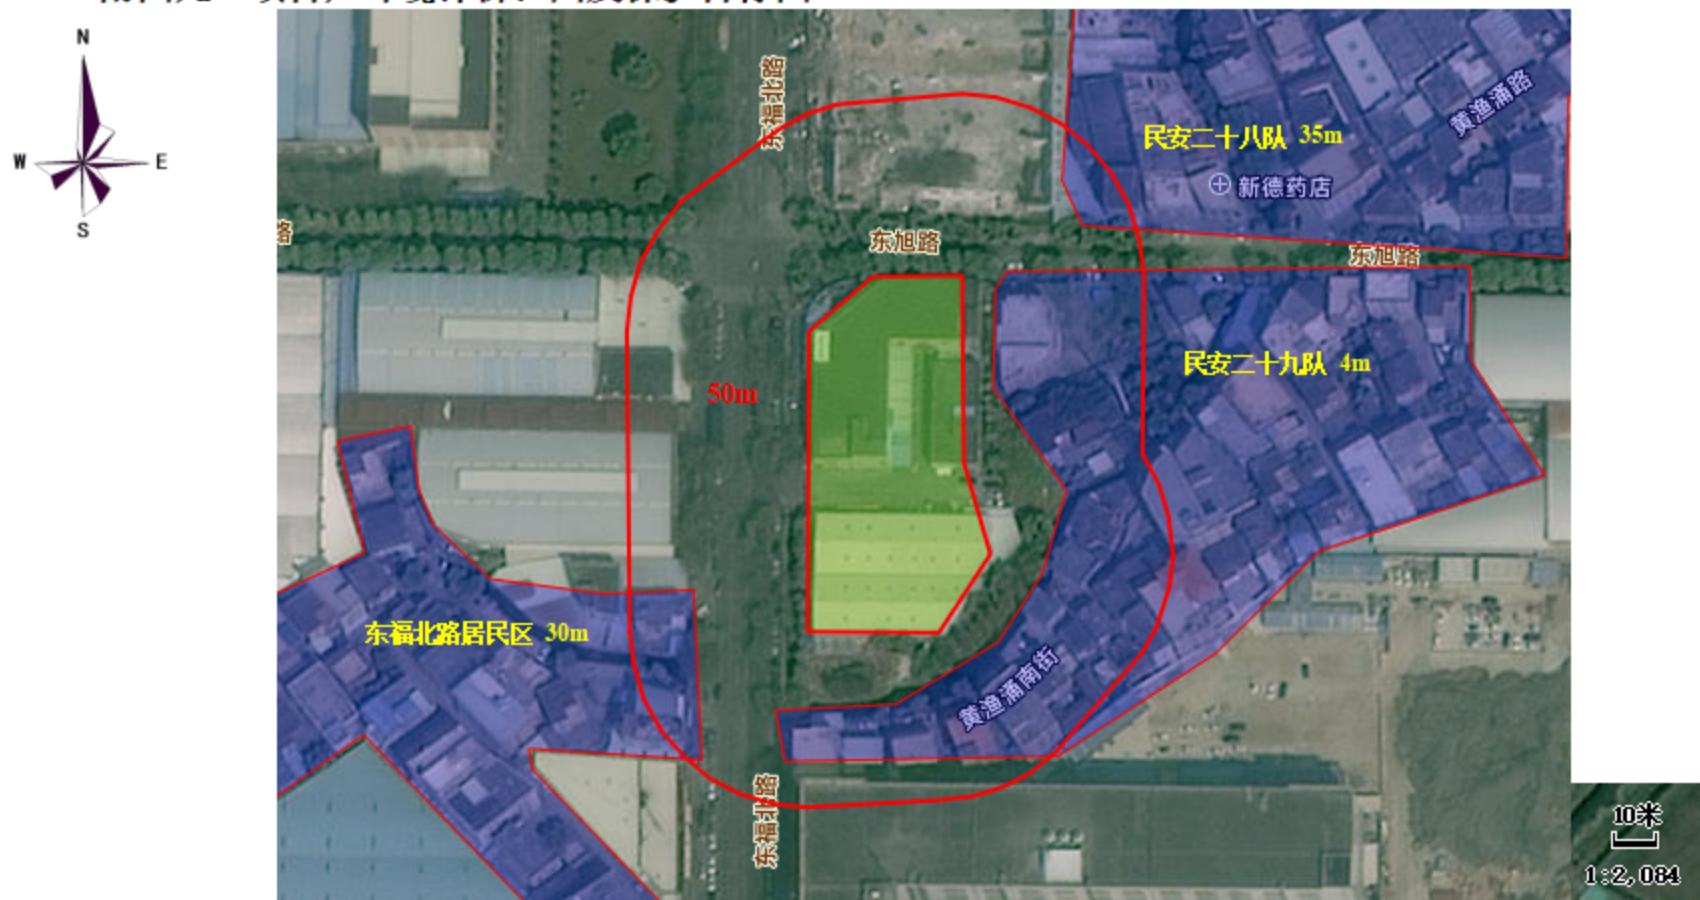 N
W E
S
东福北路
黄渔涌路
民安二十八队 35m
新德药店
路
东旭路
东旭路
民安二十九队 4m
50m
东福北路居民区 30m
黄渔涌南街
东福北路
10米
1:2,084